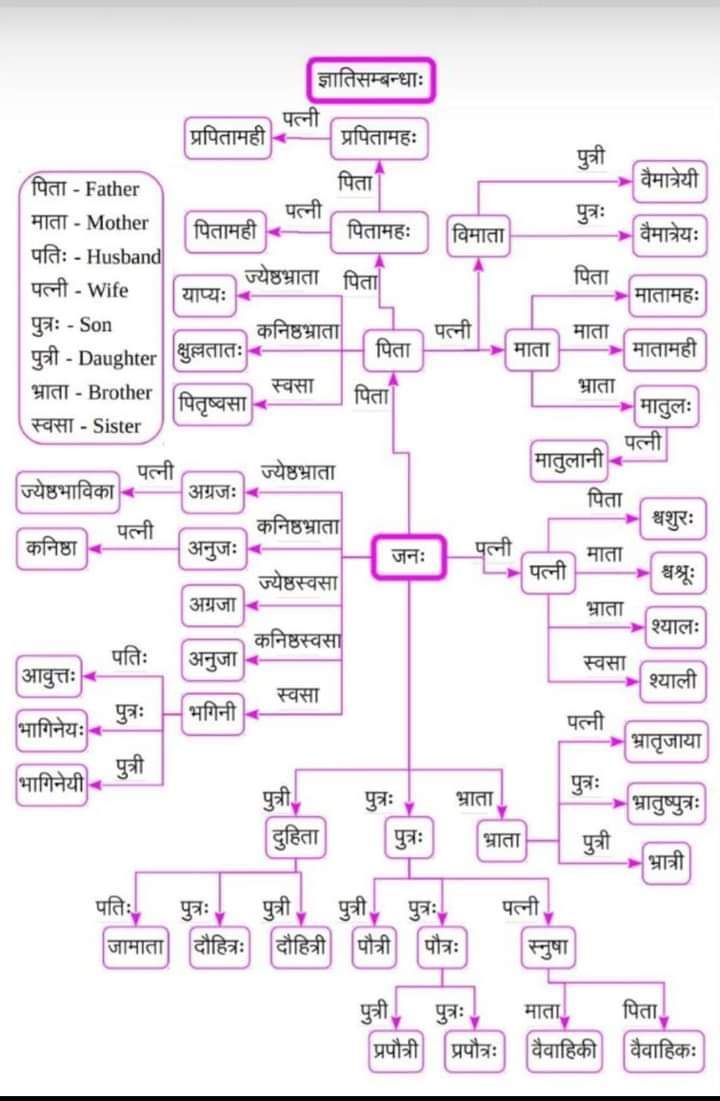 ज्ञातिसम्बन्धाः
प्रपितामही पत्नी प्रपितामहः
पिता
पितामही पत्नी पितामहः
पिता
पिता - Father
माता - Mother
पतिः - Husband
पत्नी - Wife
पुत्रः - Son
पुत्री - Daughter
भ्राता - Brother
स्वसा - Sister
विमाता
पुत्री वैमात्रेयी
पुत्रः वैमात्रेयः
याप्यः ज्येष्ठभ्राता
क्षुल्लतातः कनिष्ठभ्राता
पितृष्वसा स्वसा
पिता पत्नी माता
पिता मातामहः
माता मातामही
भ्राता मातुलः
मातुलानी पत्नी
पिता
ज्येष्ठभाविका पत्नी अग्रजः ज्येष्ठभ्राता
कनिष्ठा पत्नी अनुजः कनिष्ठभ्राता
अग्रजा ज्येष्ठस्वसा
अनुजा कनिष्ठस्वसा
भगिनी स्वसा
आवुत्तः पतिः
भागिनेयः पुत्रः
भागिनेयी पुत्री
जनः पत्नी पत्नी
पिता श्वशुरः
माता श्वश्रूः
भ्राता श्यालः
स्वसा श्याली
पुत्री पुत्रः भ्राता
दुहिता पुत्रः भ्राता
पत्नी भ्रातृजाया
पुत्रः भ्रातुष्पुत्रः
पुत्री भ्रात्री
पतिः पुत्रः पुत्री पुत्री पुत्रः पत्नी
जामाता दौहित्रः दौहित्री पौत्री पौत्रः स्नुषा
पुत्री पुत्रः माता पिता
प्रपौत्री प्रपौत्रः वैवाहिकी वैवाहिकः